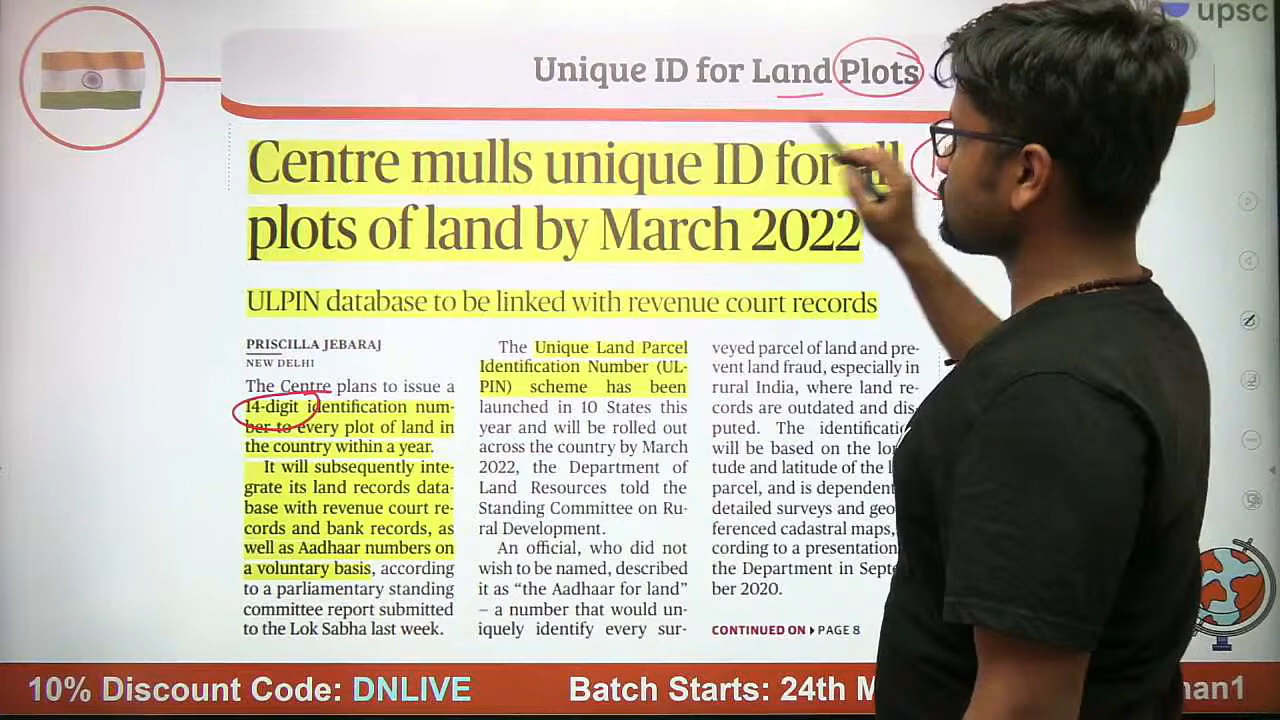 upsc
Unique ID for Land Plots
Centre mulls unique ID for all
plots of land by March 2022
ULPIN database to be linked with revenue court records
PRISCILLA JEBARAJ
NEW DELHI
The Centre plans to issue a
14-digit identification num-
ber to every plot of land in
the country within a year.
It will subsequently inte-
grate its land records data-
base with revenue court re-
cords and bank records, as
well as Aadhaar numbers on
a voluntary basis, according
to a parliamentary standing
committee report submitted
to the Lok Sabha last week.
The Unique Land Parcel
Identification Number (UL-
PIN) scheme has been
launched in 10 States this
year and will be rolled out
across the country by March
2022, the Department of
Land Resources told the
Standing Committee on Ru-
ral Development.
An official, who did not
wish to be named, described
it as “the Aadhaar for land”
– a number that would un-
iquely identify every sur-
veyed parcel of land and pre-
vent land fraud, especially in
rural India, where land re-
cords are outdated and dis-
puted. The
will be based on the
tude and latitude of the
parcel, and is dependent
detailed surveys and
ferenced cadastral maps,
cording to a presentation
the Department in
ber 2020.
CONTINUED ON PAGE 8
10% Discount Code: DNLIVE
Batch Starts: 24th